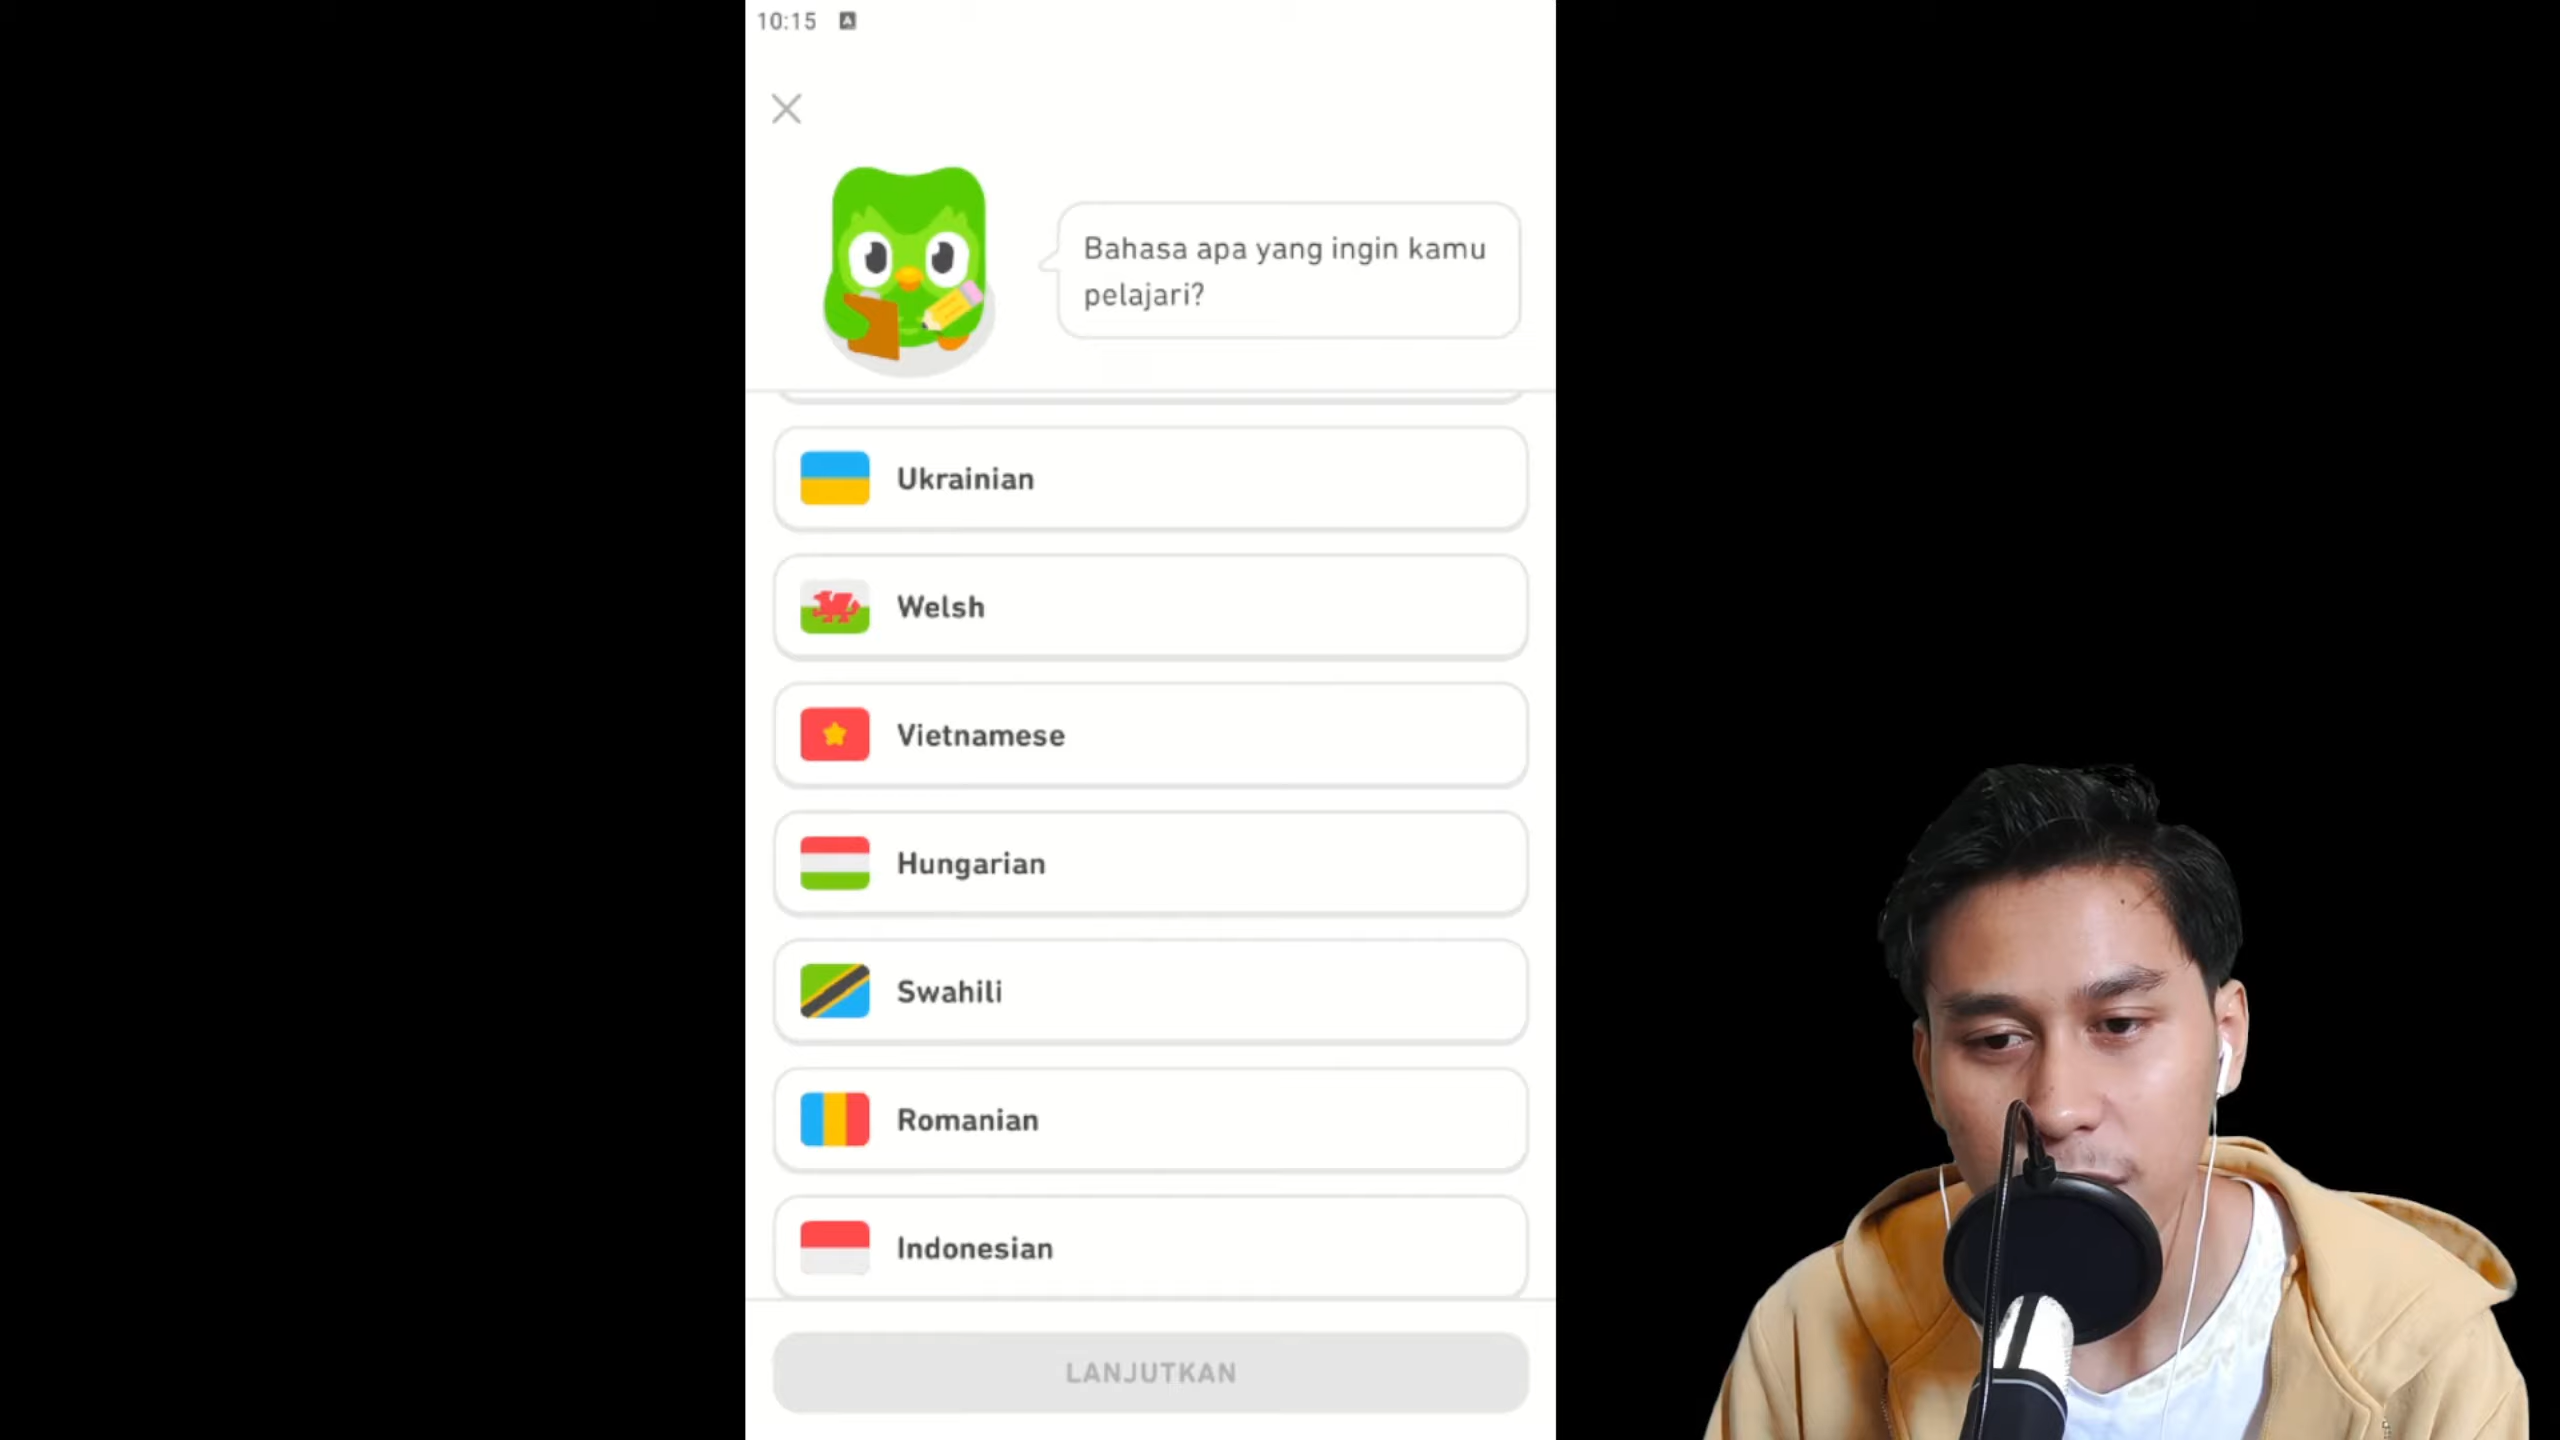 10:15
Bahasa apa yang ingin kamu
pelajari?
Ukrainian
Welsh
Vietnamese
Hungarian
Swahili
Romanian
Indonesian
LANJUTKAN